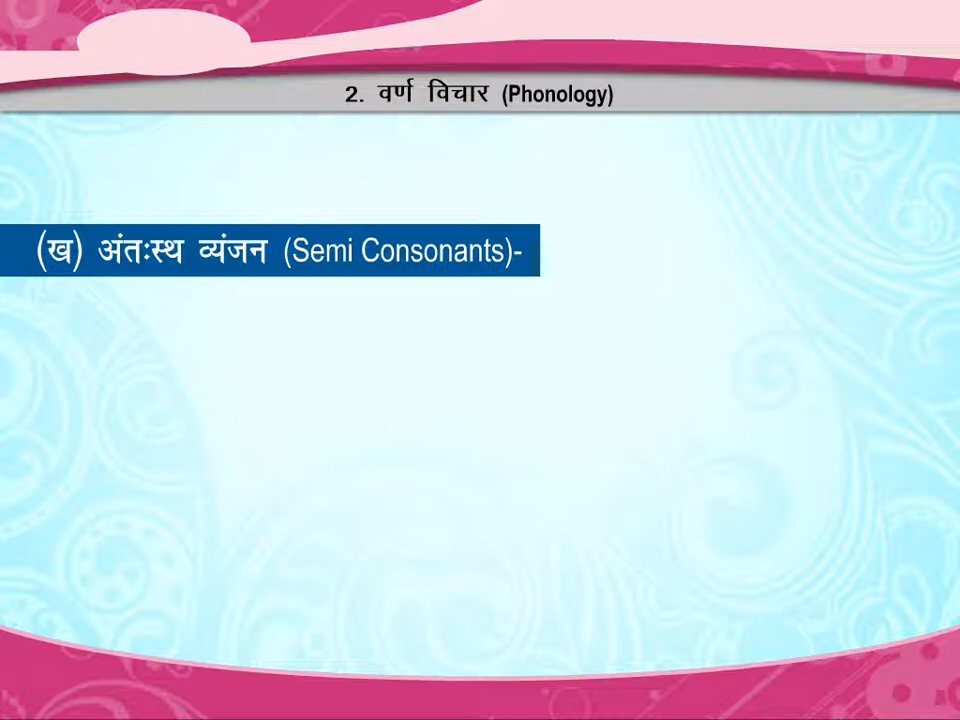 2. वर्ण विचार (Phonology)
(ख) अंतःस्थ व्यंजन (Semi Consonants)-